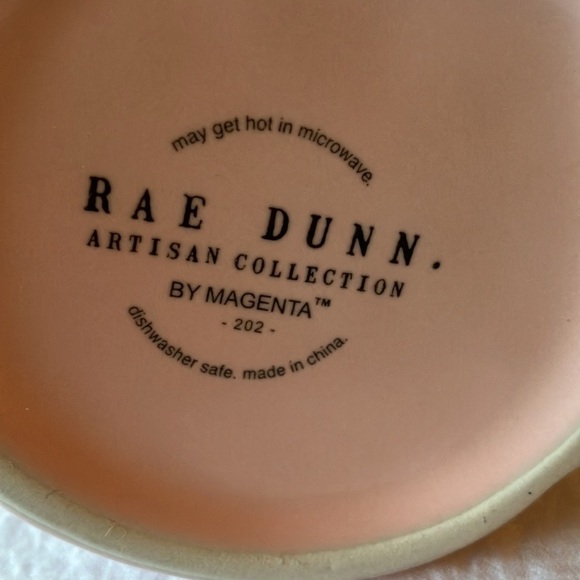 may get hot in microwave.
RAE DUNN.
ARTISAN COLLECTION
BY MAGENTA™
- 202 -
dishwasher safe. made in china.